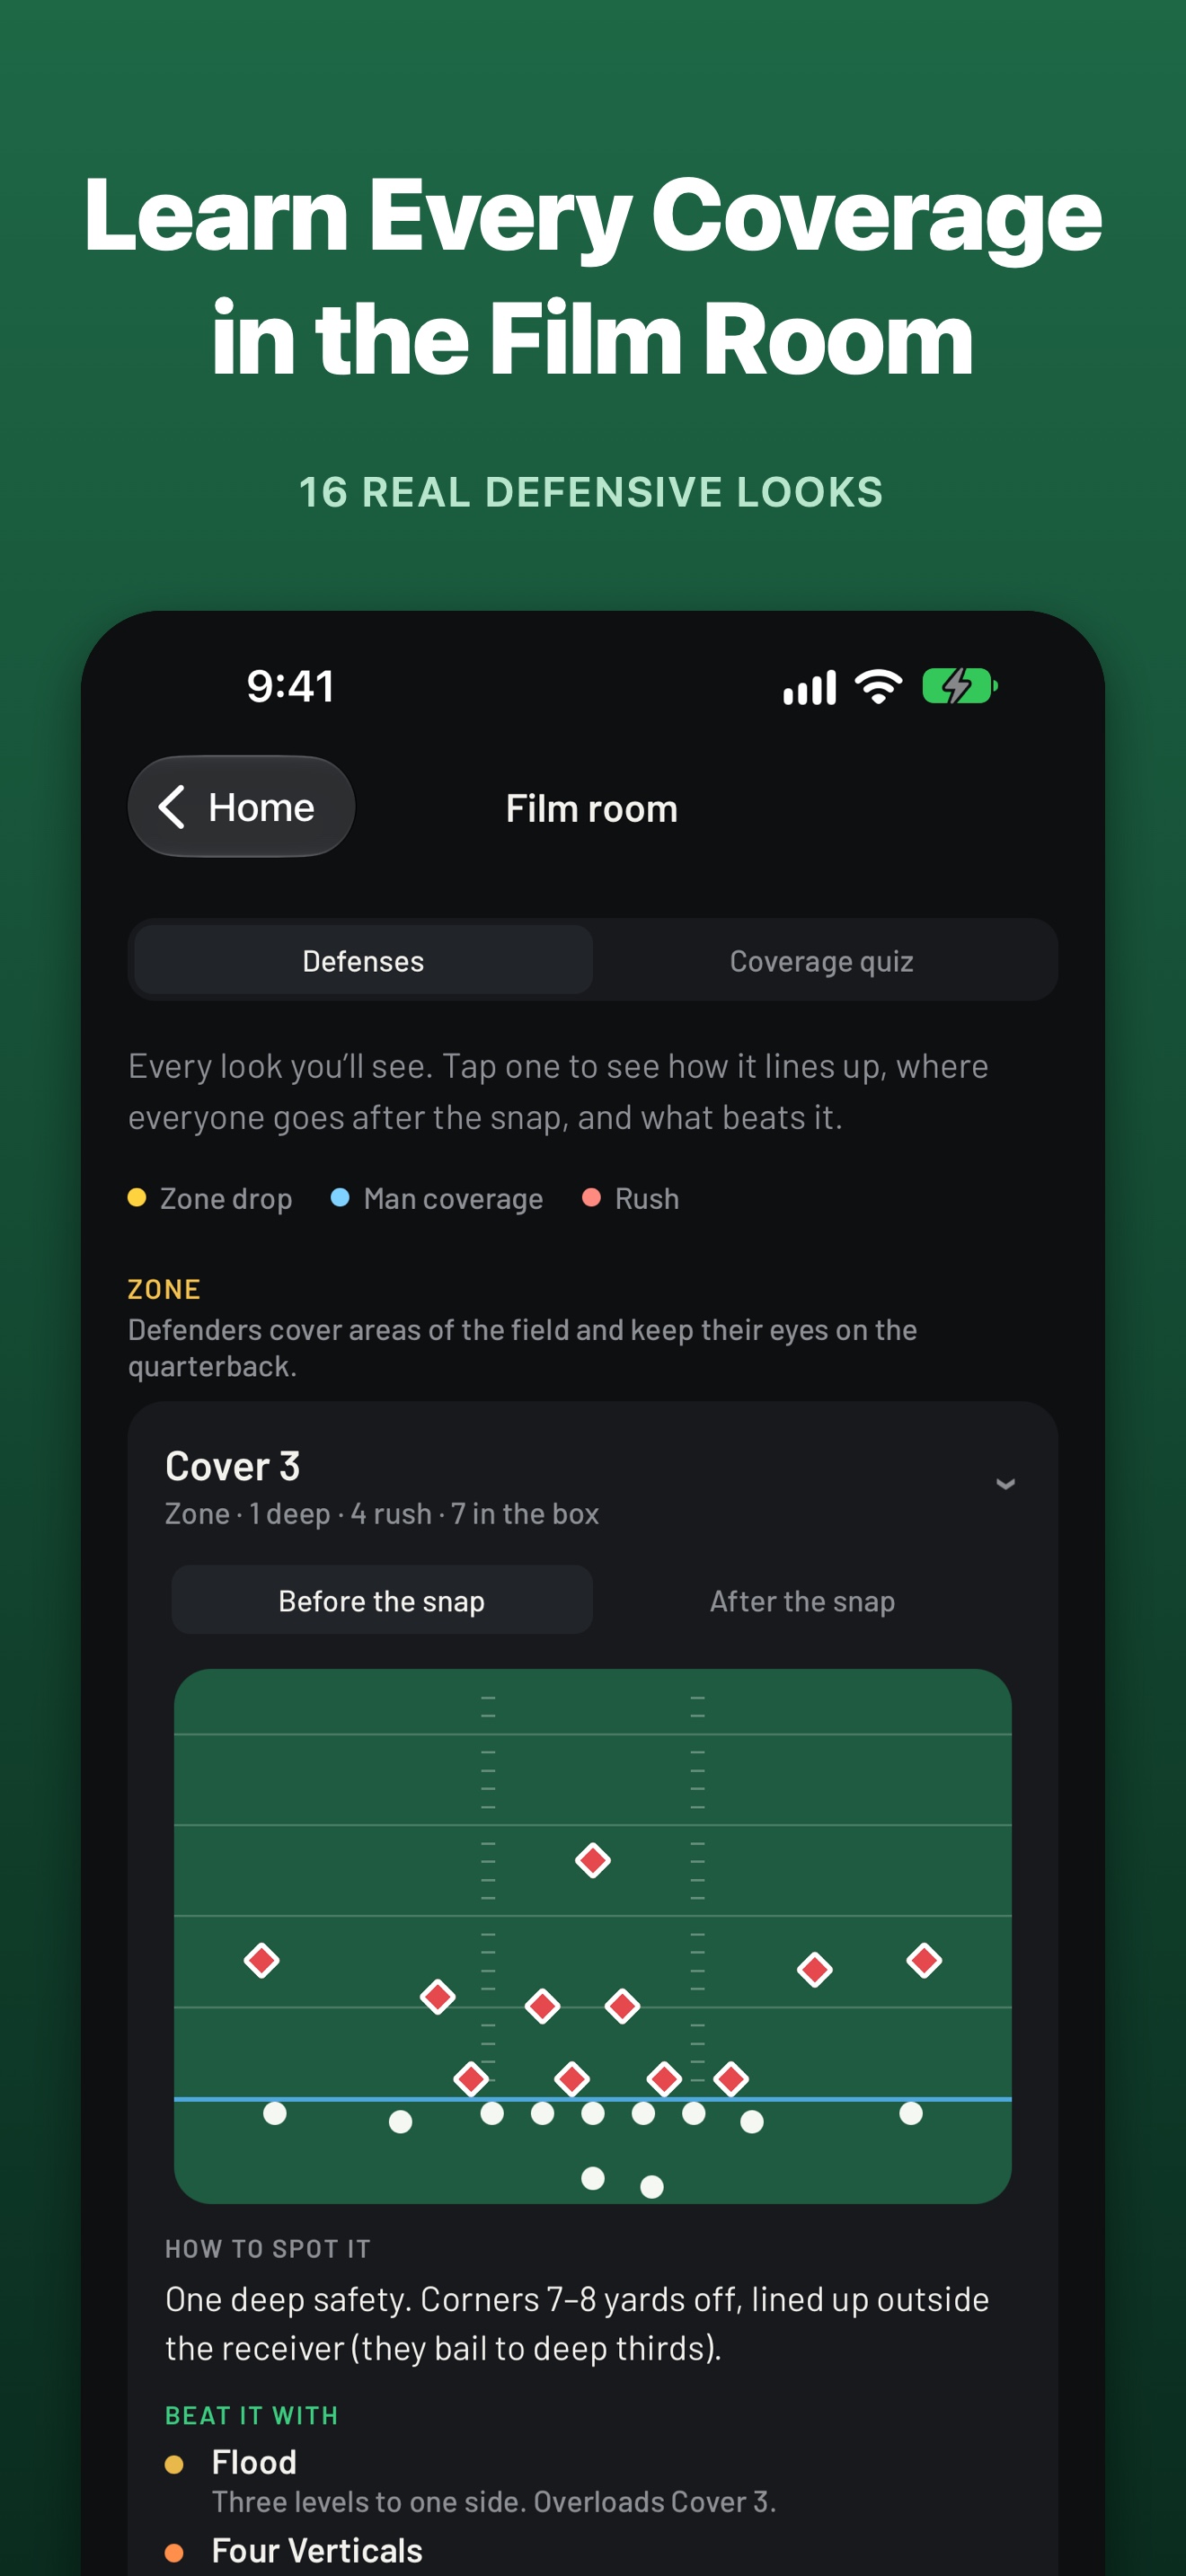 Learn Every Coverage
in the Film Room
16 REAL DEFENSIVE LOOKS
9:41
Home
Film room
Defenses
Coverage quiz
Every look you’ll see. Tap one to see how it lines up, where
everyone goes after the snap, and what beats it.
Zone drop
Man coverage
Rush
ZONE
Defenders cover areas of the field and keep their eyes on the
quarterback.
Cover 3
Zone · 1 deep · 4 rush · 7 in the box
Before the snap
After the snap
HOW TO SPOT IT
One deep safety. Corners 7–8 yards off, lined up outside
the receiver (they bail to deep thirds).
BEAT IT WITH
Flood
Three levels to one side. Overloads Cover 3.
Four Verticals